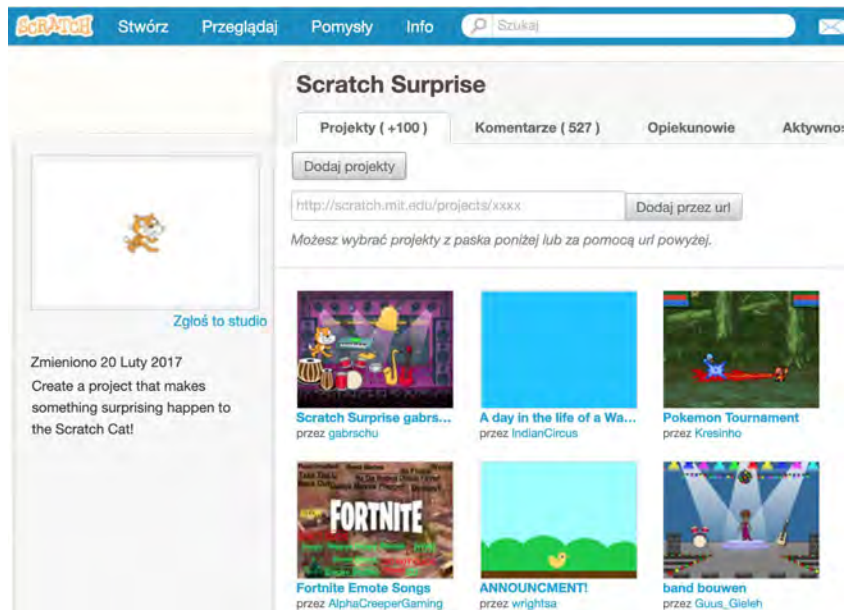 SCRATCH Stwórz Przeglądaj Pomysły Info Szukaj
Scratch Surprise
Projekty ( +100 ) Komentarze ( 527 ) Opiekunowie Aktywnoś
Dodaj projekty
http://scratch.mit.edu/projects/xxxx Dodaj przez url
Możesz wybrać projekty z paska poniżej lub za pomocą url powyżej.
Zgłoś to studio
Zmieniono 20 Luty 2017
Create a project that makes
something surprising happen to
the Scratch Cat!
Scratch Surprise gabrs... A day in the life of a Wa... Pokemon Tournament
przez gabrschu przez IndianCircus przez Kresinho
FORTNITE
Fortnite Emote Songs ANNOUNCMENT! band bouwen
przez AlphaCreeperGaming przez wrightsa przez Guus_Gieleh